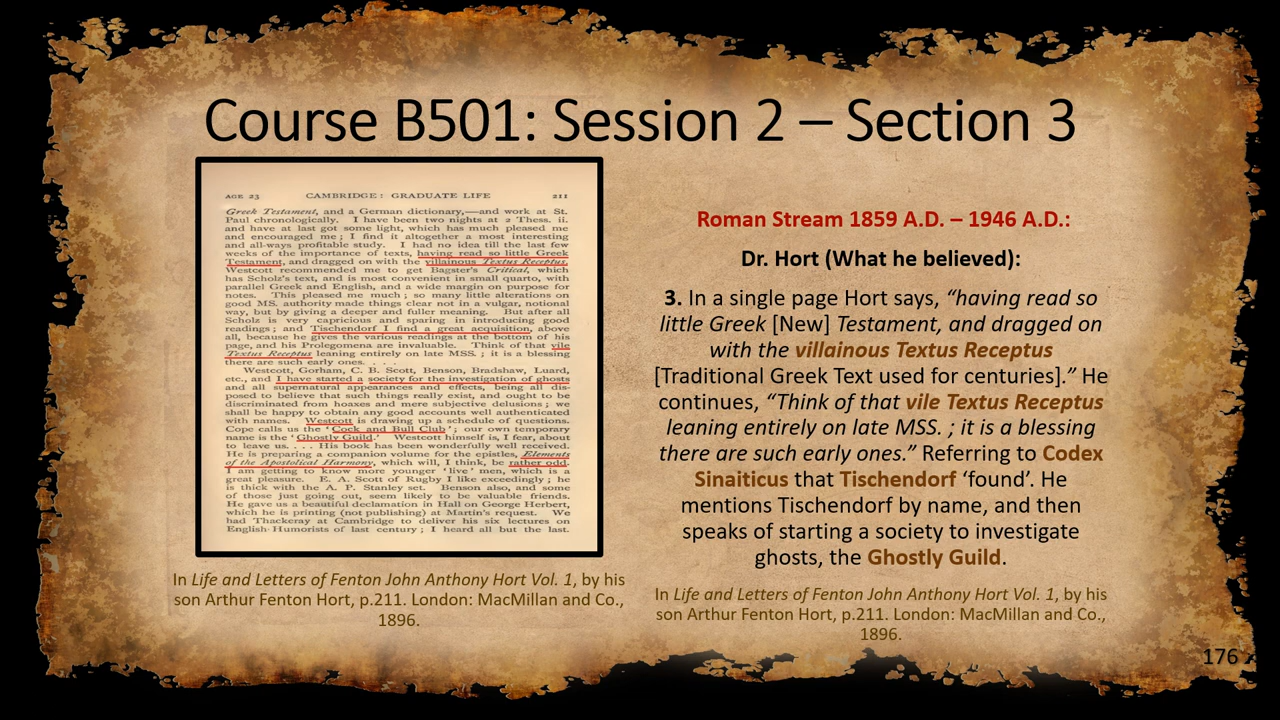 Course B501: Session 2 – Section 3
AGE 23 CAMBRIDGE: GRADUATE LIFE 211
Greek Testament, and a German dictionary,—and work at St.
Paul chronologically. I have been two nights at 2 Thess. ii.
and have at last got some light, which has much pleased me
and encouraged me; I find it altogether a most interesting
and all-ways profitable study. I had no idea till the last few
weeks of the importance of texts, having read so little Greek
Testament, and dragged on with the villainous Textus Receptus.
Westcott recommended me to get Bagster's Critical, which
has Scholz's text, and is most convenient in small quarto, with
parallel Greek and English, and a wide margin on purpose for
notes. This pleased me much; so many little alterations on
good MS. authority made things clear not in a vulgar, notional
way, but by giving a deeper and fuller meaning. But after all
Scholz is very capricious and sparing in introducing good
readings; and Tischendorf I find a great acquisition, above
all, because he gives the various readings at the bottom of his
page, and his Prolegomena are invaluable. Think of that vile
Textus Receptus leaning entirely on late MSS.; it is a blessing
there are such early ones. . .
Westcott, Gorham, C. B. Scott, Benson, Bradshaw, Luard,
etc., and I have started a society for the investigation of ghosts
and all supernatural appearances and effects, being all dis-
posed to believe that such things really exist, and ought to be
discriminated from hoaxes and mere subjective delusions; we
shall be happy to obtain any good accounts well authenticated
with names. Westcott is drawing up a schedule of questions.
Cope calls us the 'Cock and Bull Club'; our own temporary
name is the 'Ghostly Guild.' Westcott himself is, I fear, about
to leave us. . . . His book has been wonderfully well received.
He is preparing a companion volume for the epistles, Elements
of the Apostolical Harmony, which will, I think, be rather odd.
I am getting to know more younger 'live' men, which is a
great pleasure. E. A. Scott of Rugby I like exceedingly; he
is thick with the A. P. Stanley set. Benson also, and some
of those just going out, seem likely to be valuable friends.
He gave us a beautiful declamation in Hall on George Herbert,
which he is printing (not publishing) at Martin's request. We
had Thackeray at Cambridge to deliver his six lectures on
English Humorists of last century; I heard all but the last.
In Life and Letters of Fenton John Anthony Hort Vol. 1, by his
son Arthur Fenton Hort, p.211. London: MacMillan and Co.,
1896.
Roman Stream 1859 A.D. – 1946 A.D.:
Dr. Hort (What he believed):
3. In a single page Hort says, “having read so
little Greek [New] Testament, and dragged on
with the villainous Textus Receptus
[Traditional Greek Text used for centuries].” He
continues, “Think of that vile Textus Receptus
leaning entirely on late MSS. ; it is a blessing
there are such early ones.” Referring to Codex
Sinaiticus that Tischendorf ‘found’. He
mentions Tischendorf by name, and then
speaks of starting a society to investigate
ghosts, the Ghostly Guild.
In Life and Letters of Fenton John Anthony Hort Vol. 1, by his
son Arthur Fenton Hort, p.211. London: MacMillan and Co.,
1896.
176